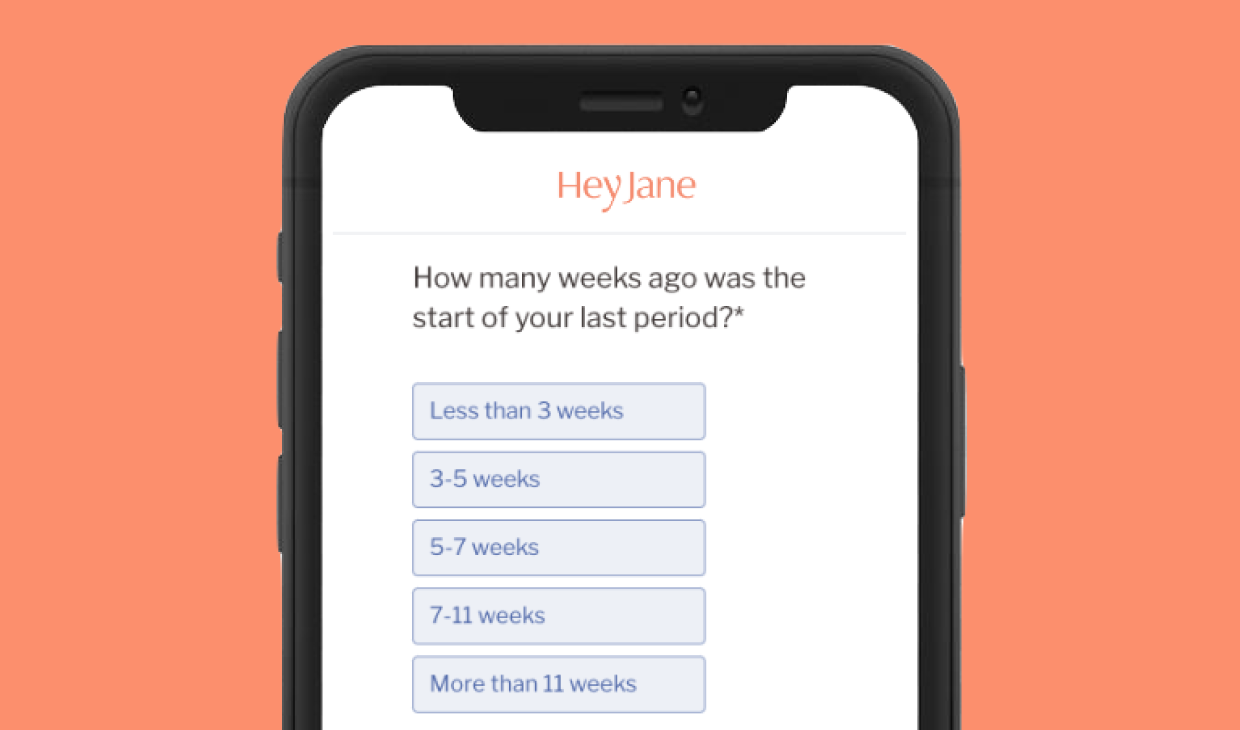 Hey Jane
How many weeks ago was the
start of your last period?*
Less than 3 weeks
3-5 weeks
5-7 weeks
7-11 weeks
More than 11 weeks